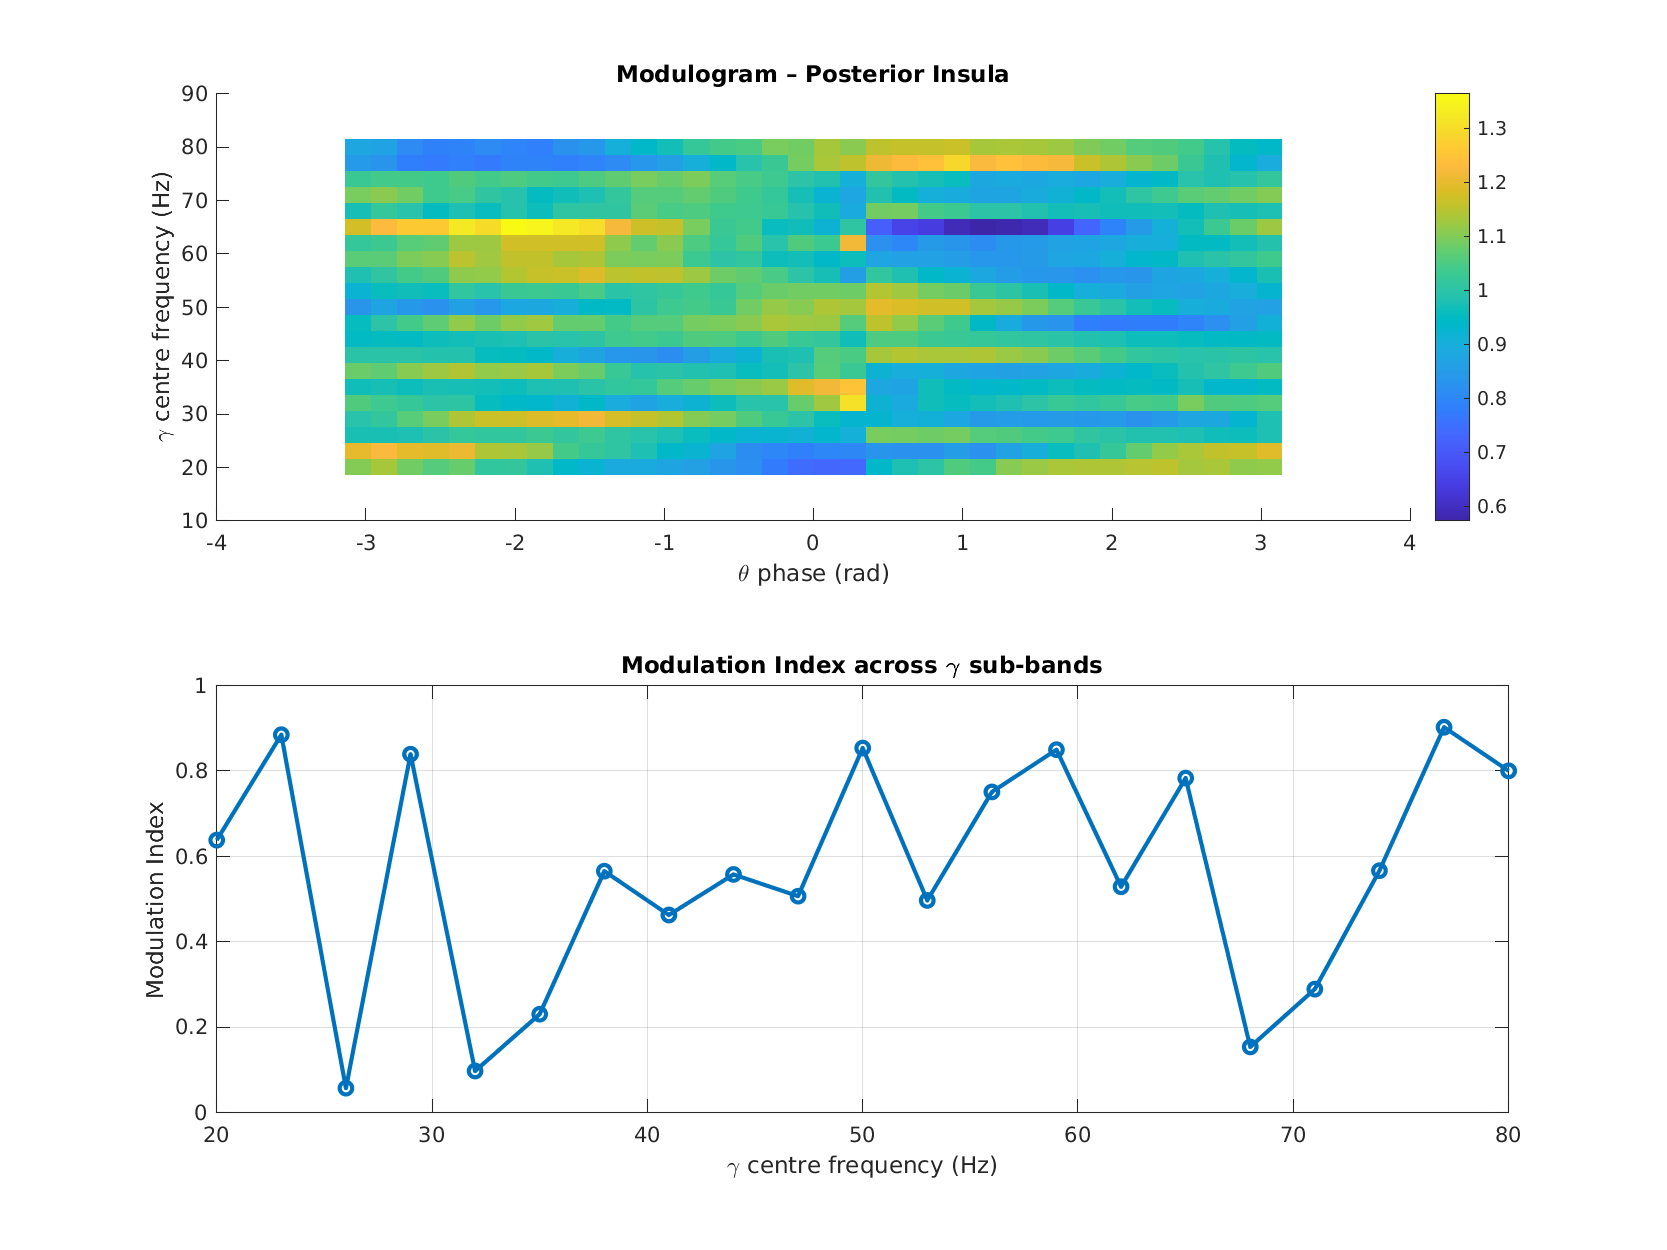 Modulogram – Posterior Insula
γ centre frequency (Hz)
90
80
70
60
50
40
30
20
10
-4 -3 -2 -1 0 1 2 3 4
θ phase (rad)
1.3
1.2
1.1
1
0.9
0.8
0.7
0.6
Modulation Index across γ sub-bands
Modulation Index
1
0.8
0.6
0.4
0.2
0
20 30 40 50 60 70 80
γ centre frequency (Hz)